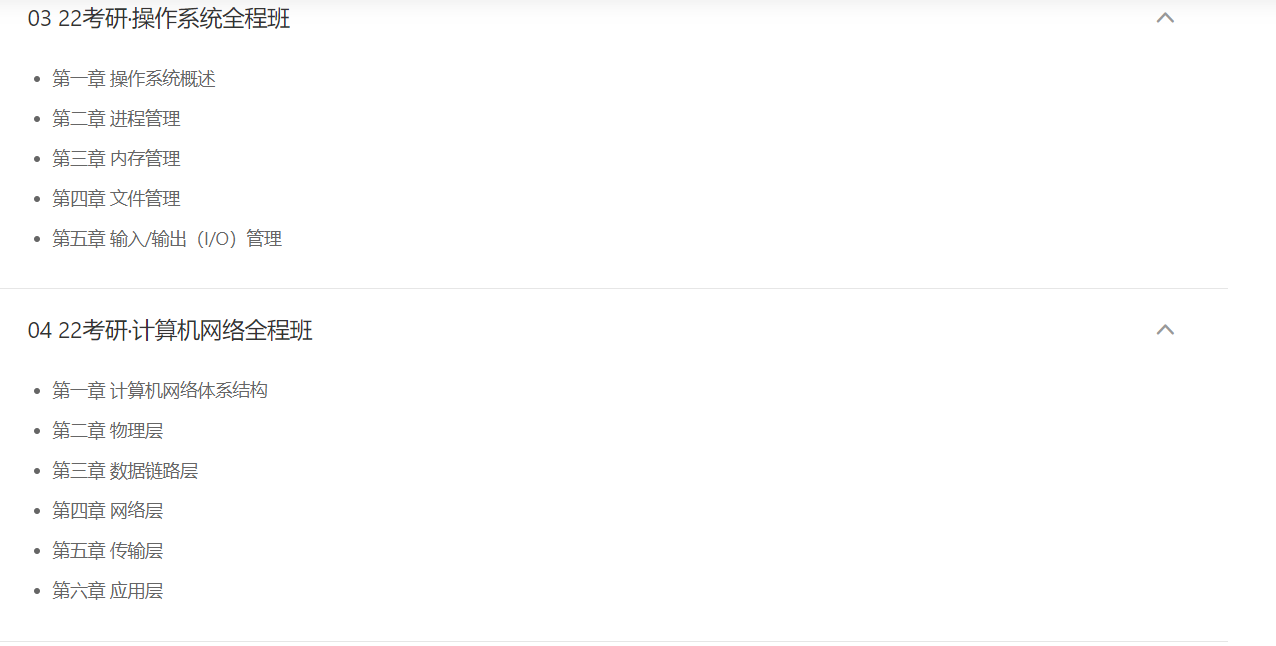 03 22考研·操作系统全程班
第一章 操作系统概述
第二章 进程管理
第三章 内存管理
第四章 文件管理
第五章 输入/输出（I/O）管理
04 22考研·计算机网络全程班
第一章 计算机网络体系结构
第二章 物理层
第三章 数据链路层
第四章 网络层
第五章 传输层
第六章 应用层